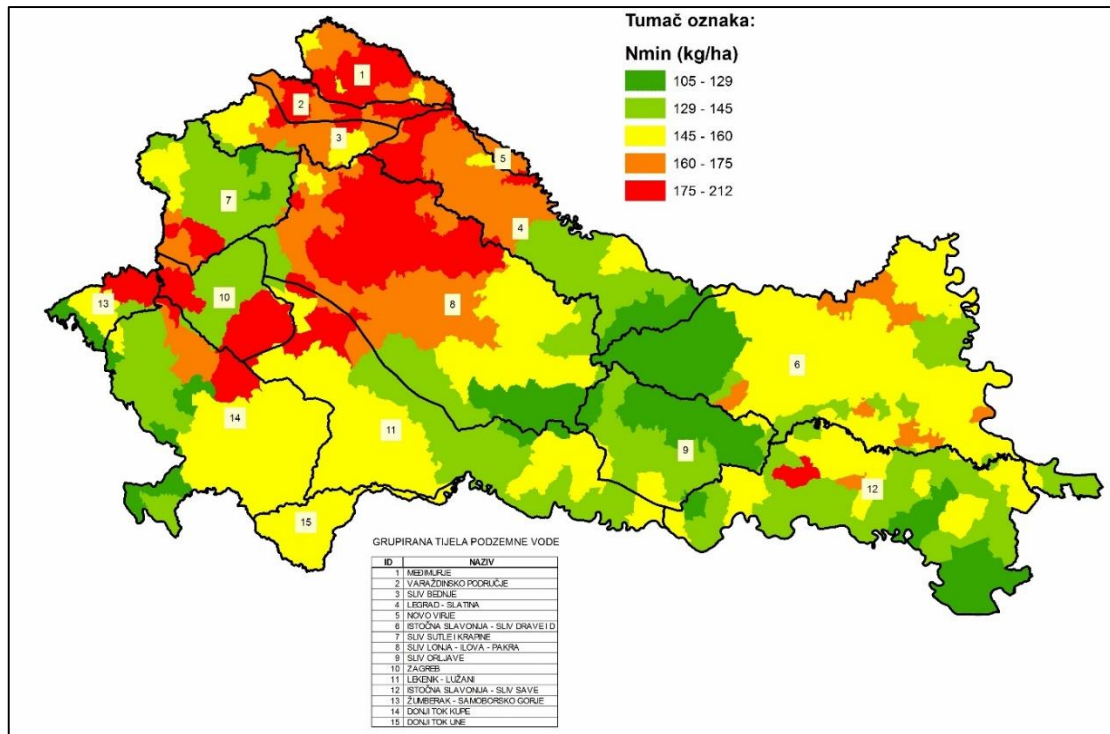 Tumač oznaka:
Nmin (kg/ha)
105 - 129
129 - 145
145 - 160
160 - 175
175 - 212
1
2
3
5
7
4
13
10
8
6
14
11
9
12
15
GRUPIRANA TIJELA PODZEMNE VODE
ID NAZIV
1 MEĐIMURJE
2 VARAŽDINSKO PODRUČJE
3 SLIV BEDNJE
4 LEGRAD - SLATINA
5 NOVO VIRJE
6 ISTOČNA SLAVONIJA - SLIV DRAVE I D
7 SLIV SUTLE I KRAPINE
8 SLIV LONJA - ILOVA - PAKRA
9 SLIV ORLJAVE
10 ZAGREB
11 LEKENIK - LUŽANI
12 ISTOČNA SLAVONIJA - SLIV SAVE
13 ŽUMBERAK - SAMOBORSKO GORJE
14 DONJI TOK KUPE
15 DONJI TOK UNE